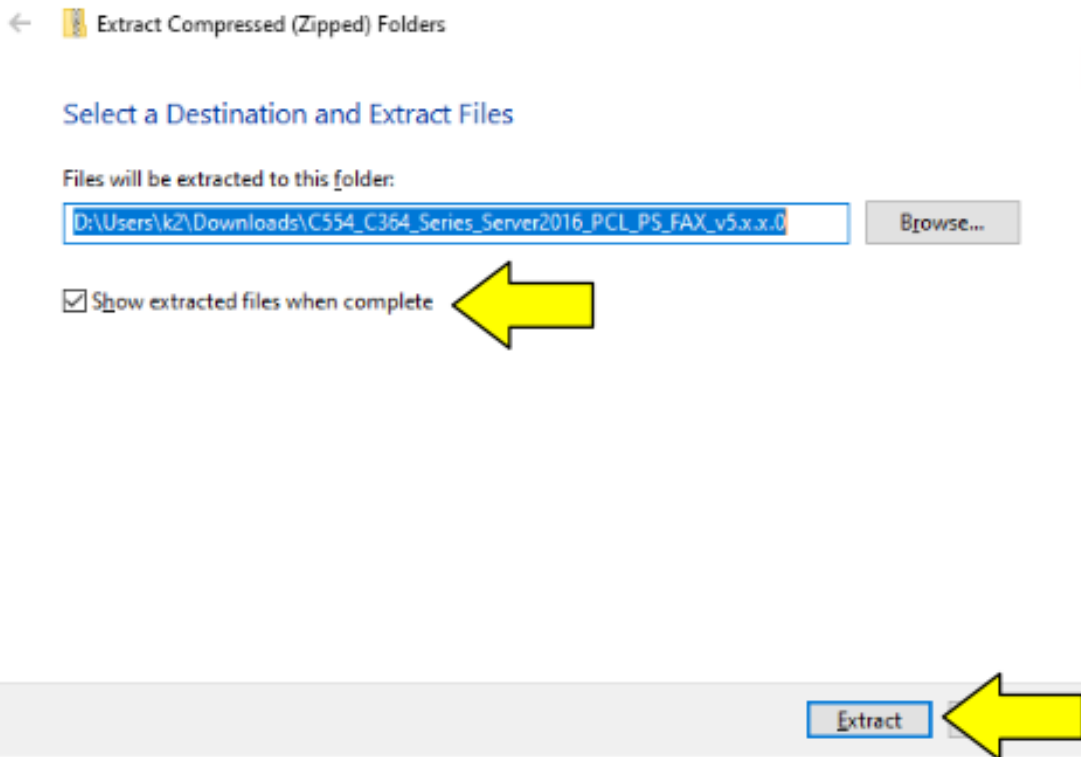 Extract Compressed (Zipped) Folders
Select a Destination and Extract Files
Files will be extracted to this folder:
D:\Users\k2\Downloads\C554_C364_Series_Server2016_PCL_PS_FAX_v5.x.x.0
Browse...
Show extracted files when complete
Extract